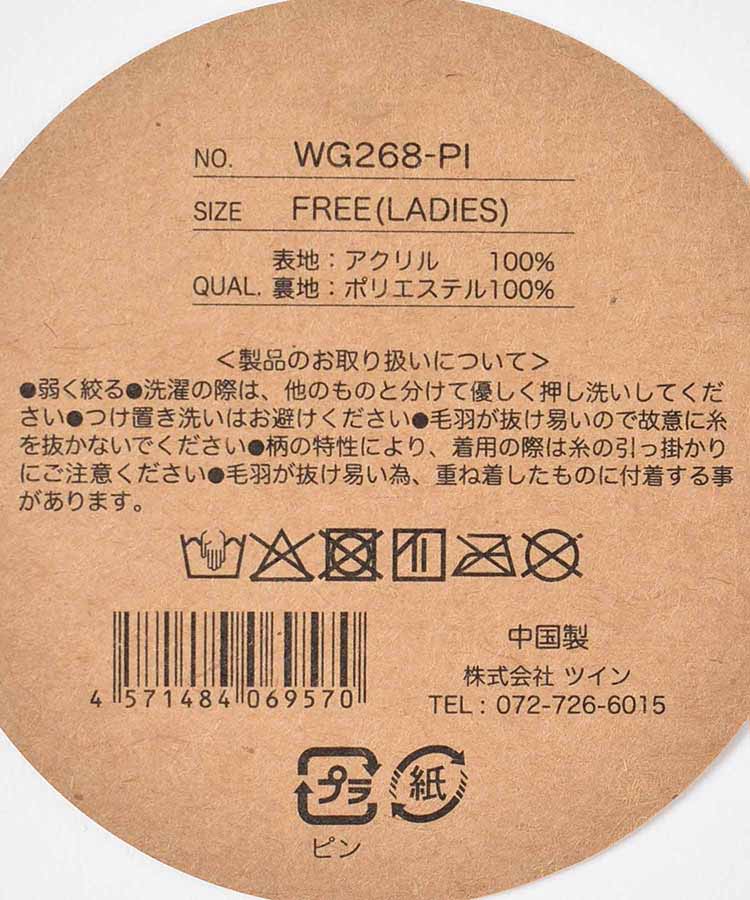 NO. WG268-PI
SIZE FREE(LADIES)
表地：アクリル 100%
QUAL. 裏地：ポリエステル100%
＜製品のお取り扱いについて＞
●弱く絞る●洗濯の際は、他のものと分けて優しく押し洗いしてくだ
さい●つけ置き洗いはお避けください●毛羽が抜け易いので故意に糸
を抜かないでください●柄の特性により、着用の際は糸の引っ掛かり
にご注意ください●毛羽が抜け易い為、重ね着したものに付着する事
があります。
中国製
株式会社 ツイン
TEL：072-726-6015
4 571484 069570
プラ 紙
ピン